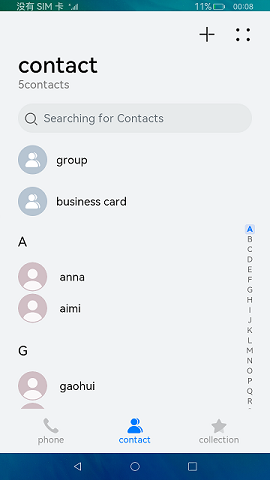 没有 SIM 卡 11% 00:08
contact
5contacts
Searching for Contacts
group
business card
A
anna
aimi
G
gaohui
A
B
C
D
E
F
G
H
I
J
K
L
M
N
O
P
Q
R
phone contact collection